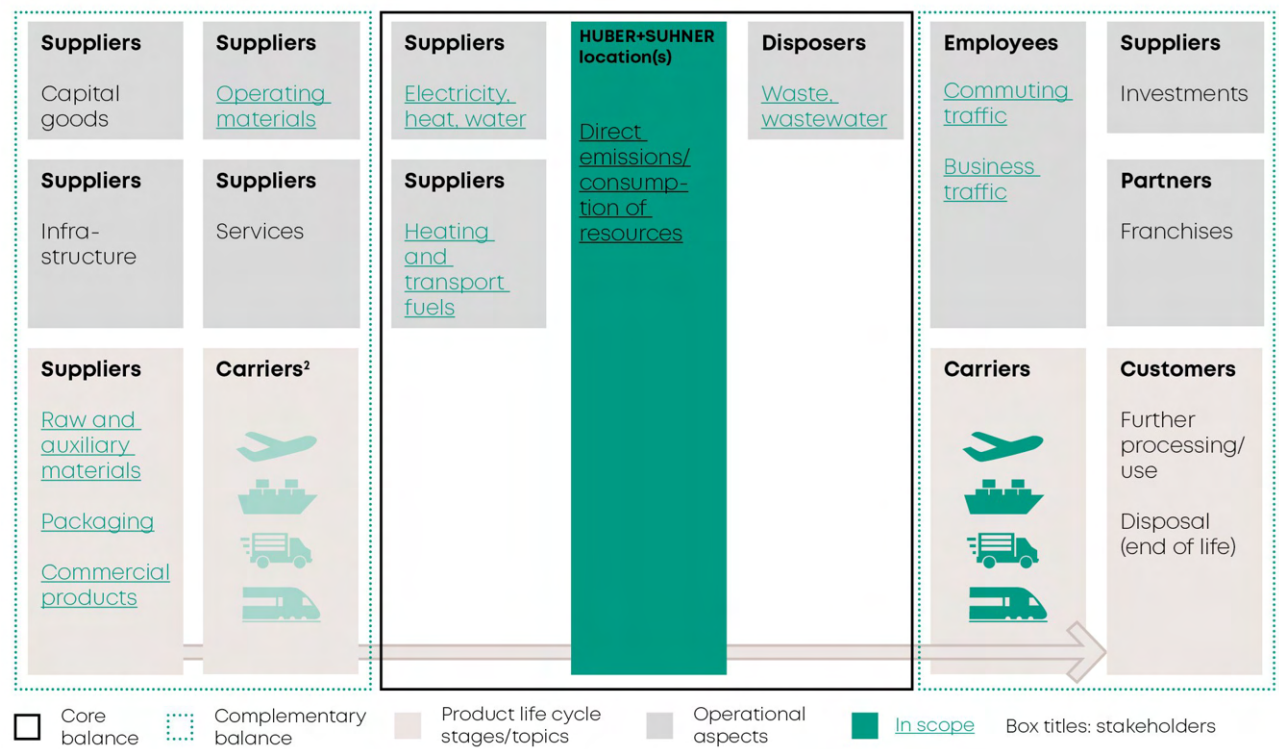 Suppliers
Capital
goods
Suppliers
Operating
materials
Suppliers
Electricity,
heat, water
HUBER+SUHNER
location(s)
Direct
emissions/
consump-
tion of
resources
Disposers
Waste,
wastewater
Employees
Commuting
traffic
Business
traffic
Suppliers
Investments
Suppliers
Infra-
structure
Suppliers
Services
Suppliers
Heating
and
transport
fuels
Partners
Franchises
Suppliers
Raw and
auxiliary
materials
Packaging
Commercial
products
Carriers²
Carriers
Customers
Further
processing/
use
Disposal
(end of life)
Core
balance
Complementary
balance
Product life cycle
stages/topics
Operational
aspects
In scope
Box titles: stakeholders